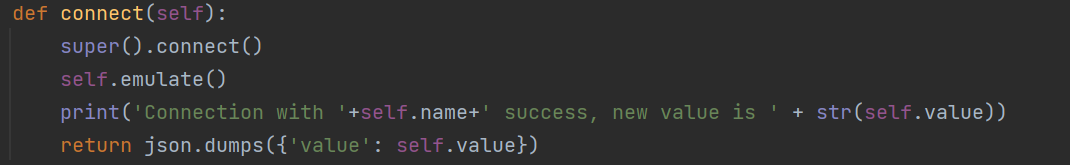 def connect(self):
    super().connect()
    self.emulate()
    print('Connection with '+self.name+' success, new value is ' + str(self.value))
    return json.dumps({'value': self.value})